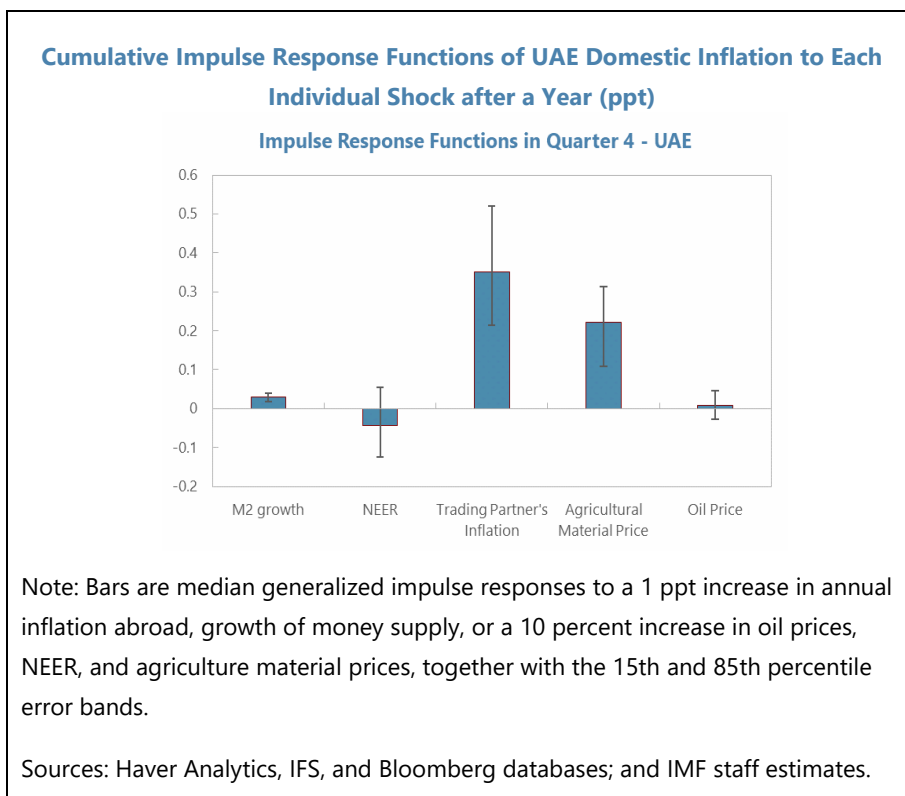 Cumulative Impulse Response Functions of UAE Domestic Inflation to Each
Individual Shock after a Year (ppt)
Impulse Response Functions in Quarter 4 - UAE
0.6
0.5
0.4
0.3
0.2
0.1
0
-0.1
-0.2
M2 growth
NEER
Trading Partner's
Inflation
Agricultural
Material Price
Oil Price
Note: Bars are median generalized impulse responses to a 1 ppt increase in annual
inflation abroad, growth of money supply, or a 10 percent increase in oil prices,
NEER, and agriculture material prices, together with the 15th and 85th percentile
error bands.
Sources: Haver Analytics, IFS, and Bloomberg databases; and IMF staff estimates.